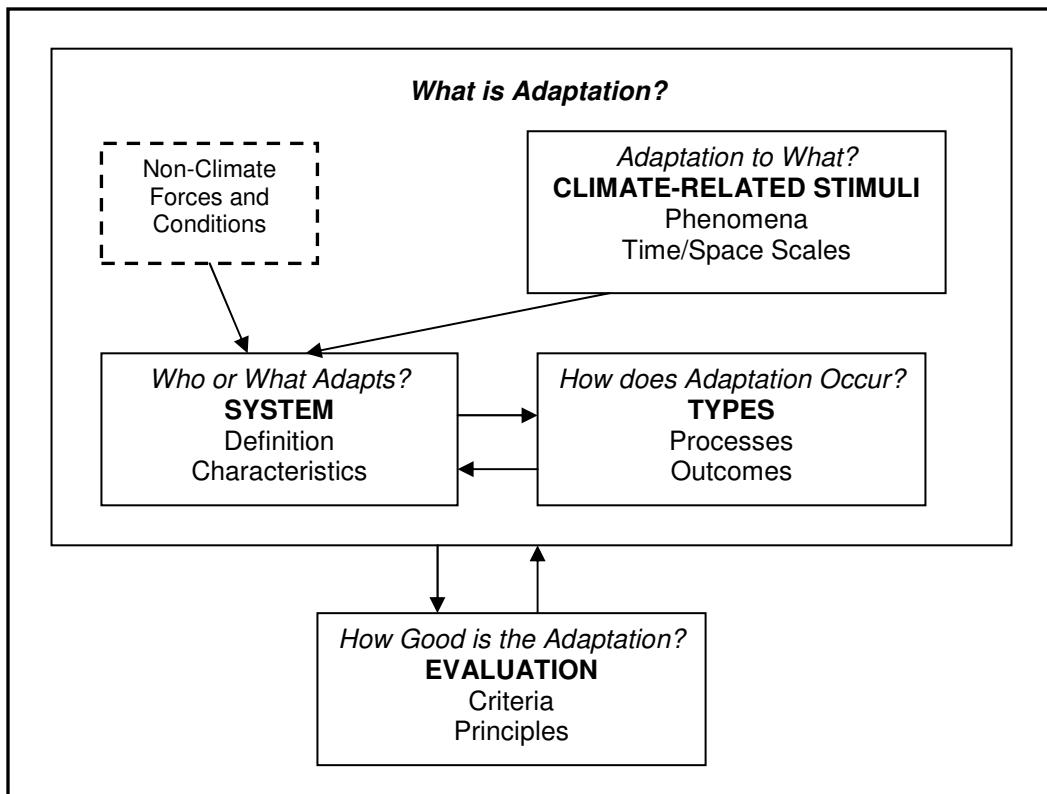 What is Adaptation?
Non-Climate
Forces and
Conditions
Adaptation to What?
CLIMATE-RELATED STIMULI
Phenomena
Time/Space Scales
Who or What Adapts?
SYSTEM
Definition
Characteristics
How does Adaptation Occur?
TYPES
Processes
Outcomes
How Good is the Adaptation?
EVALUATION
Criteria
Principles